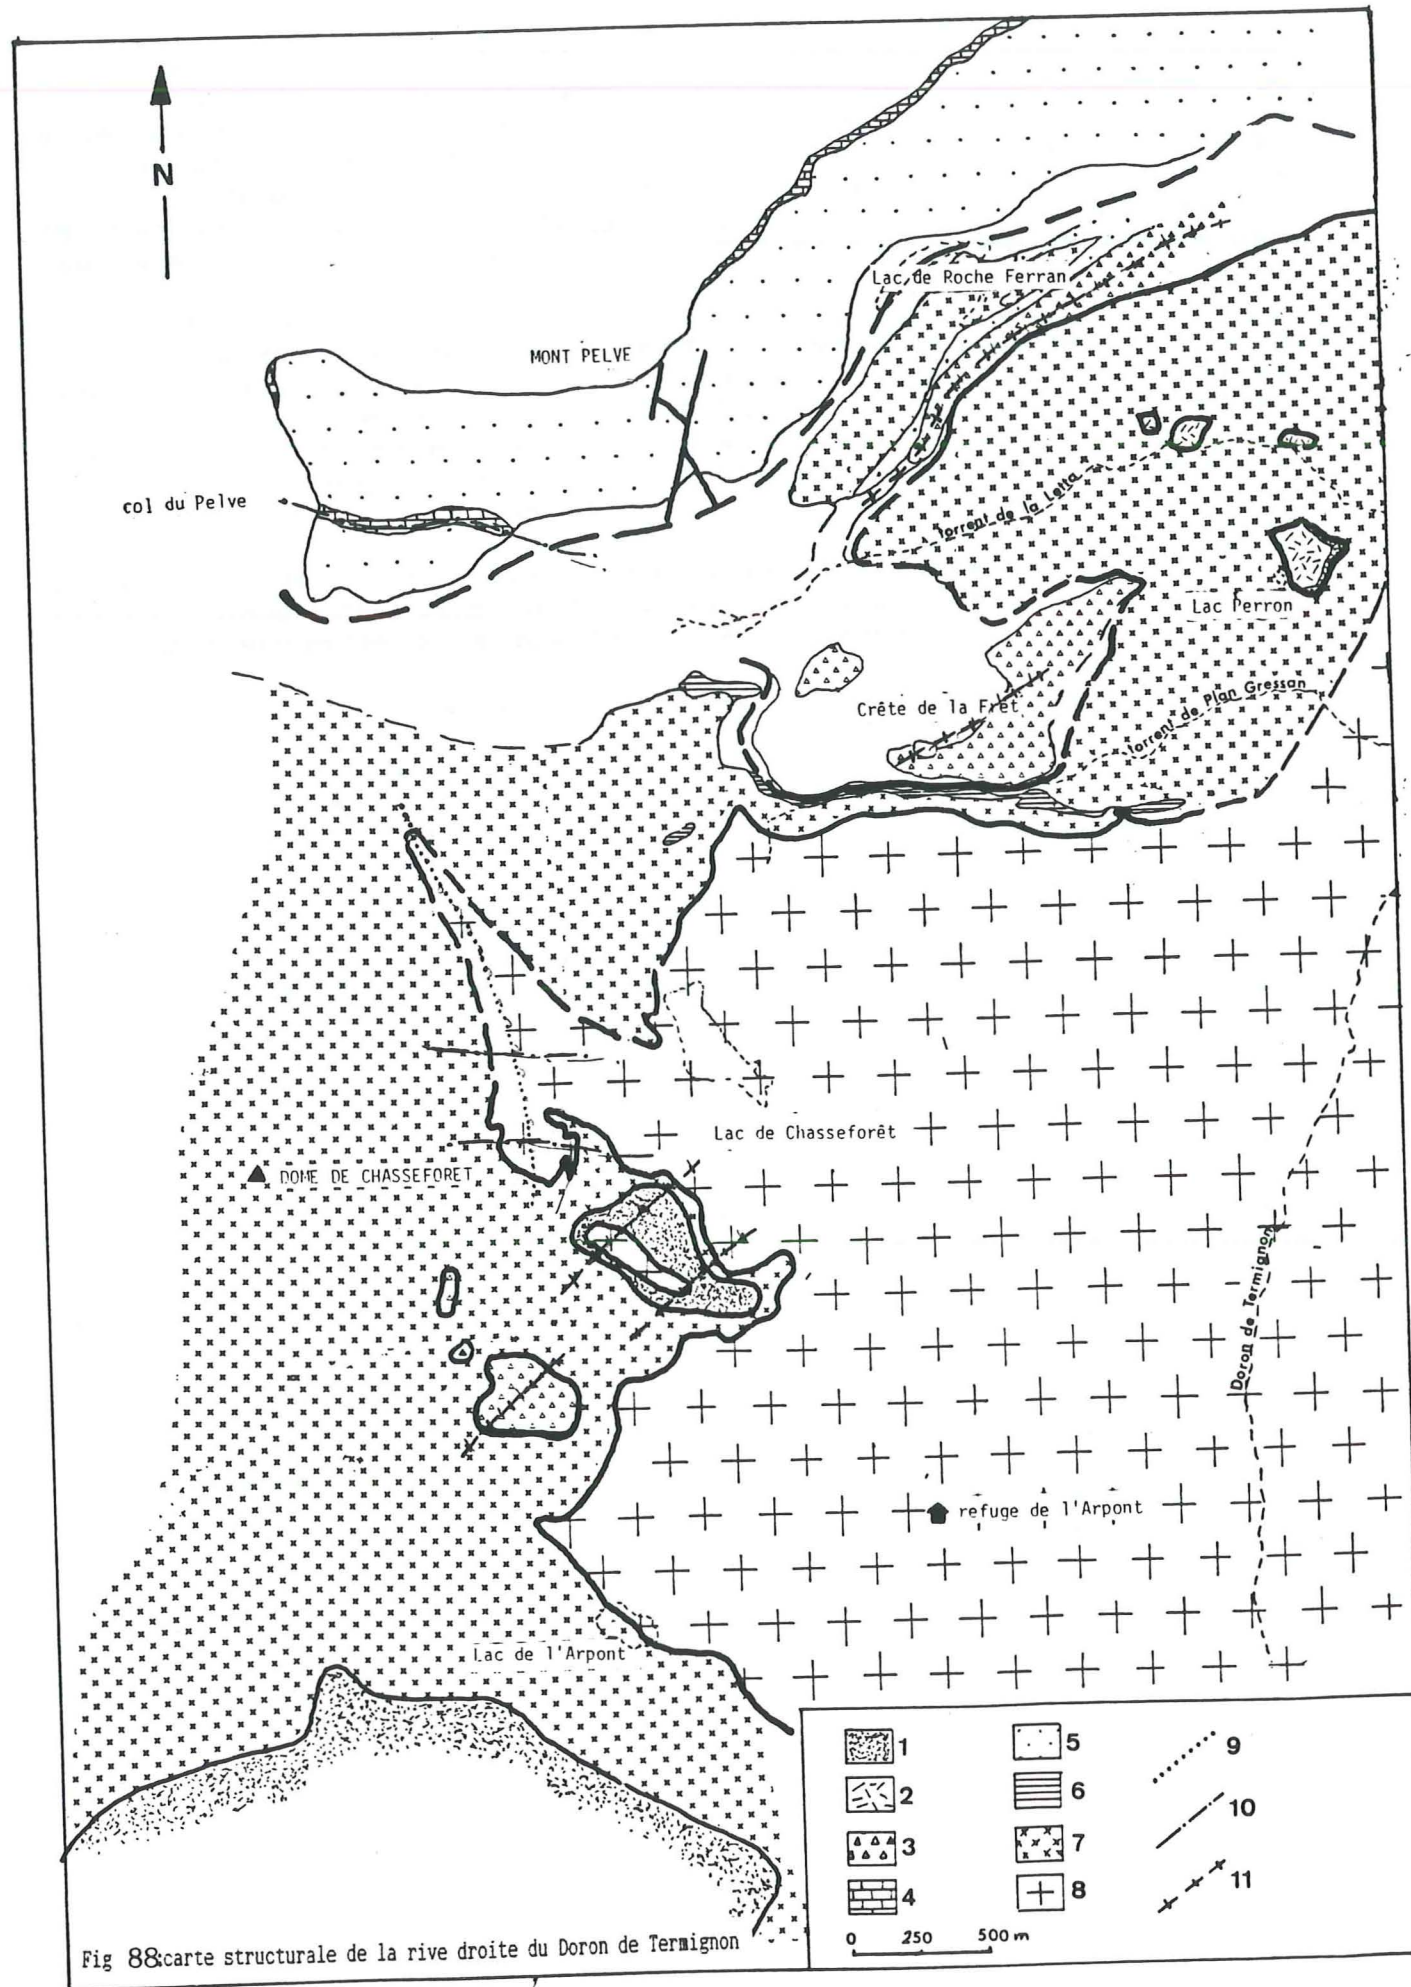 N
Lac de Roche Ferran
MONT PELVE
col du Pelve
Torrent de la Letta
Lac Perron
Crête de la Frêt
Torrent de Plan Gressan
Lac de Chasseforêt
DOME DE CHASSEFORET
Doron de Termignon
refuge de l'Arpont
Lac de l'Arpont
1 5 9
2 6 10
3 7 11
4 8
0 250 500 m
Fig 88:carte structurale de la rive droite du Doron de Termignon